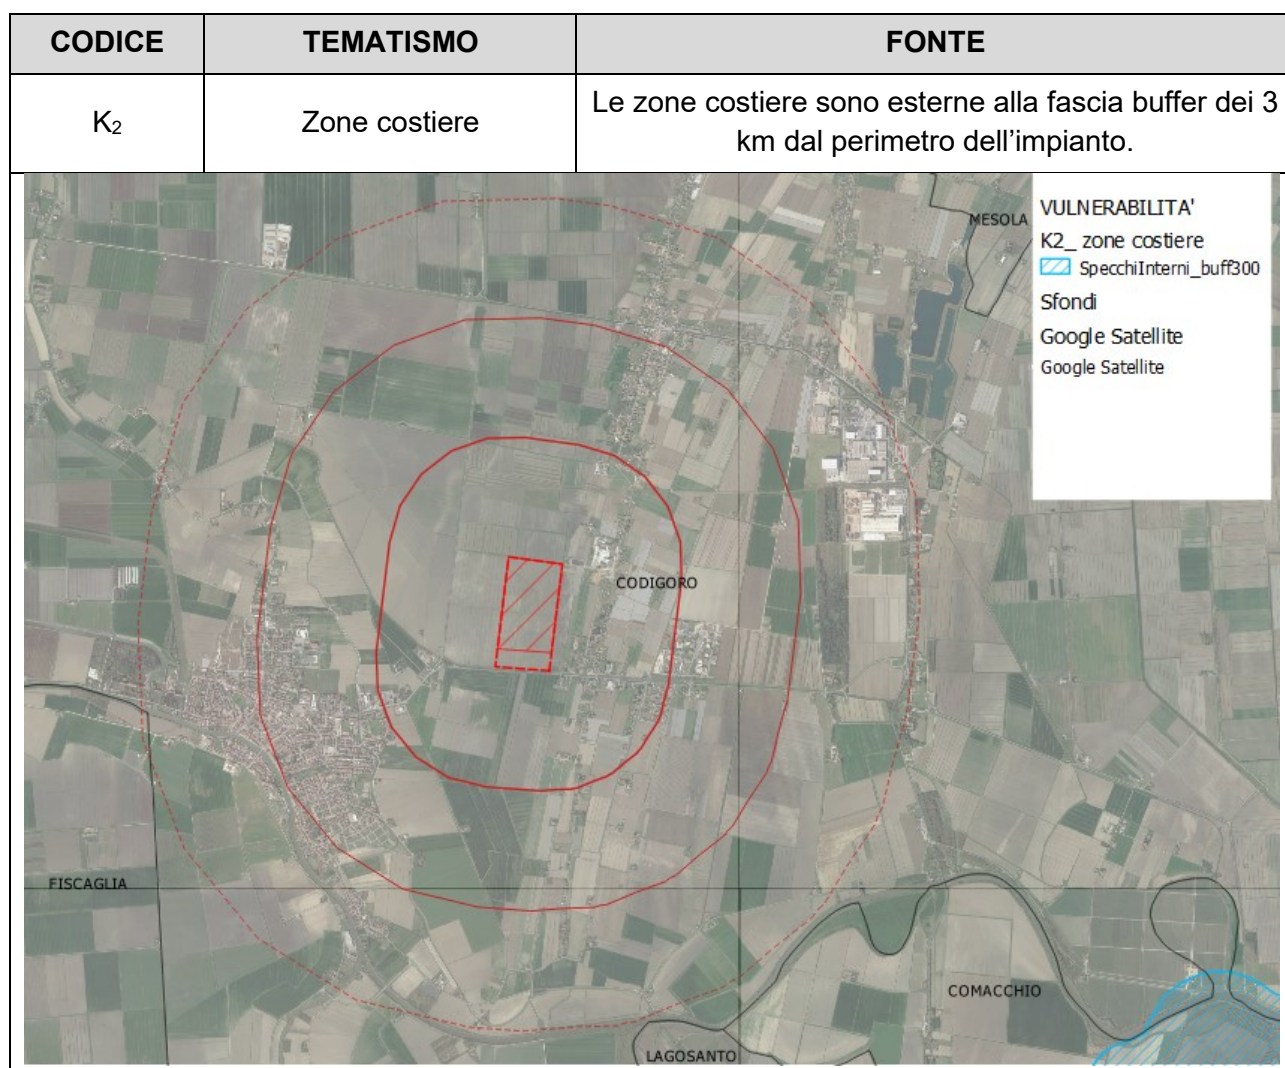 CODICE
TEMATISMO
FONTE
K2
Zone costiere
Le zone costiere sono esterne alla fascia buffer dei 3
km dal perimetro dell’impianto.
VULNERABILITA'
K2_ zone costiere
SpecchiInterni_buff300
Sfondi
Google Satellite
Google Satellite
MESOLA
CODIGORO
FISCAGLIA
COMACCHIO
LAGOSANTO